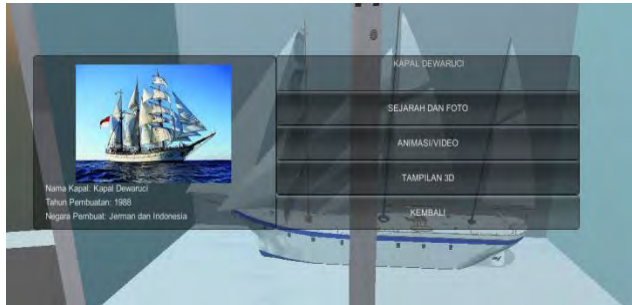 Nama Kapal: Kapal Dewaruci
Tahun Pembuatan: 1988
Negara Pembuat: Jerman dan Indonesia
KAPAL DEWARUCI
SEJARAH DAN FOTO
ANIMASI/VIDEO
TAMPILAN 3D
KEMBALI